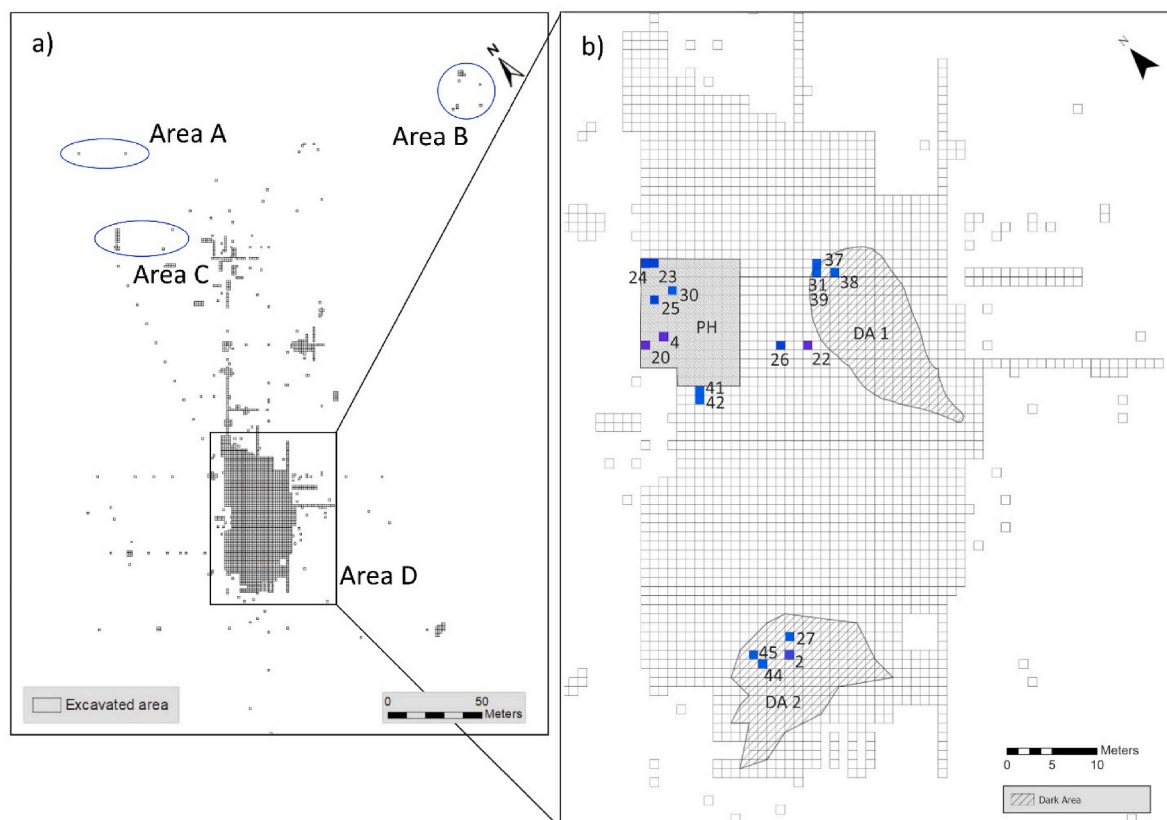 a)
N
Area A
Area B
Area C
Area D
Excavated area
0 50
Meters
b)
N
37
24 23
31 38
30
39
25
PH
DA 1
4
20
26 22
41
42
27
45
2
44
DA 2
Meters
0 5 10
Dark Area